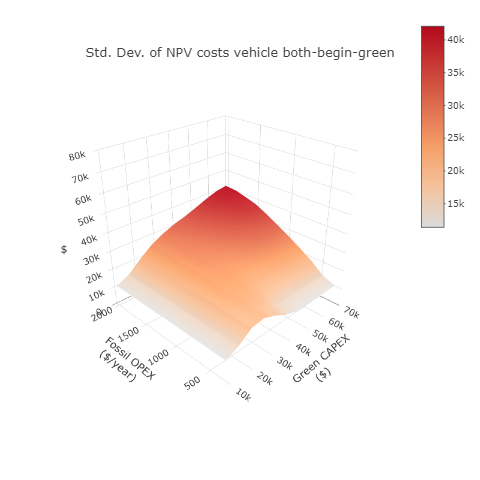 Std. Dev. of NPV costs vehicle both-begin-green
40k
35k
30k
25k
20k
15k
80k
70k
60k
50k
40k
30k
20k
10k
0
$
2000
1500
1000
500
Fossil OPEX
($/year)
70k
60k
50k
40k
30k
20k
10k
Green CAPEX
($)